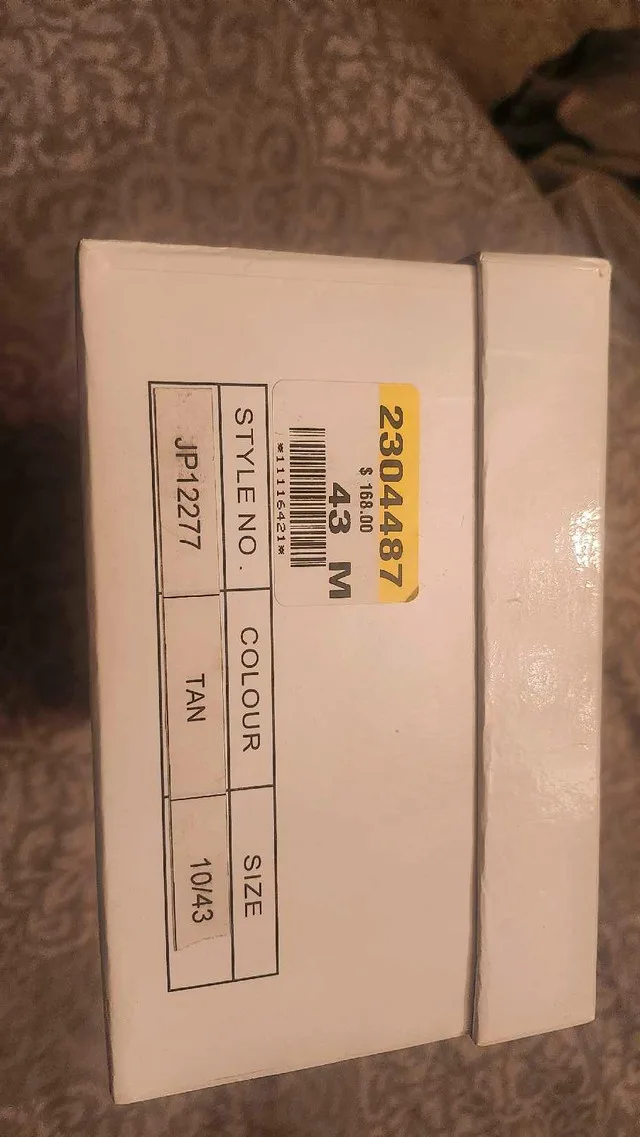 2304487
$ 168.00
43 M
*11116421*
STYLE NO. COLOUR SIZE
JP12277 TAN 10/43